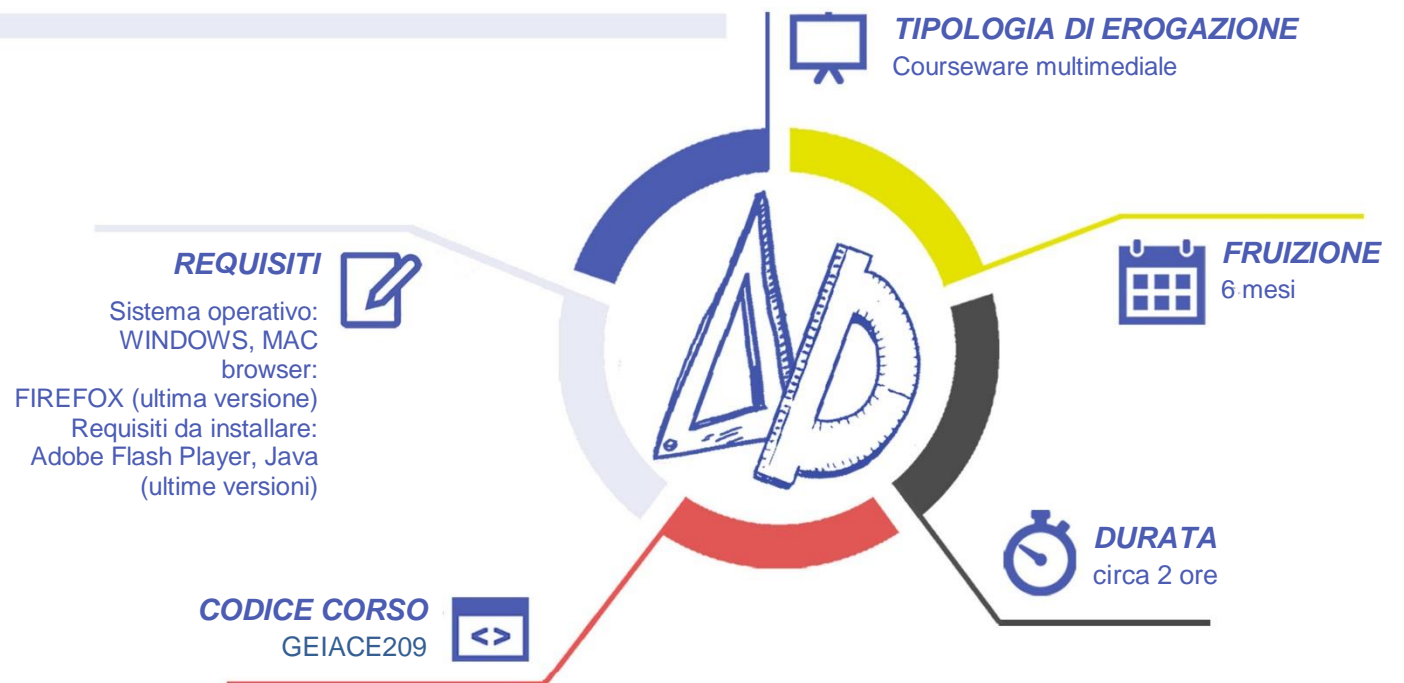 TIPOLOGIA DI EROGAZIONE
Courseware multimediale
FRUIZIONE
6 mesi
REQUISITI
Sistema operativo:
WINDOWS, MAC
browser:
FIREFOX (ultima versione)
Requisiti da installare:
Adobe Flash Player, Java
(ultime versioni)
DURATA
circa 2 ore
CODICE CORSO
GEIACE209